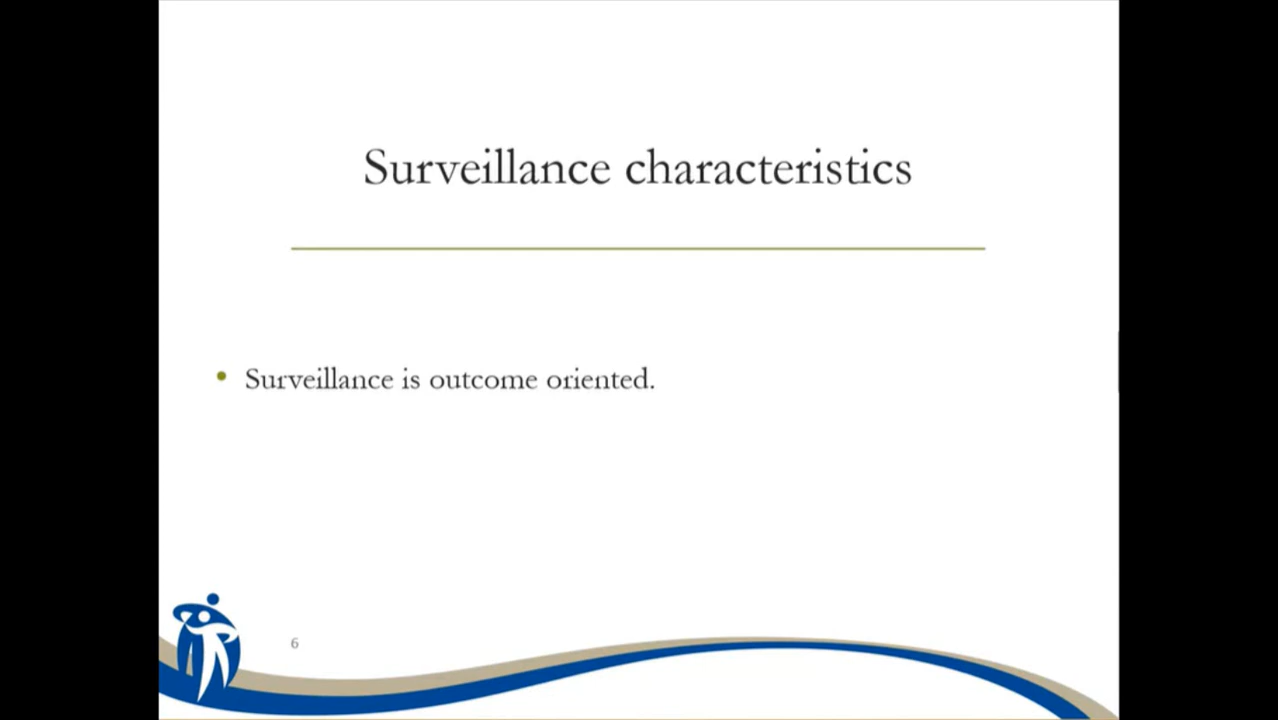 Surveillance characteristics
• Surveillance is outcome oriented.
6